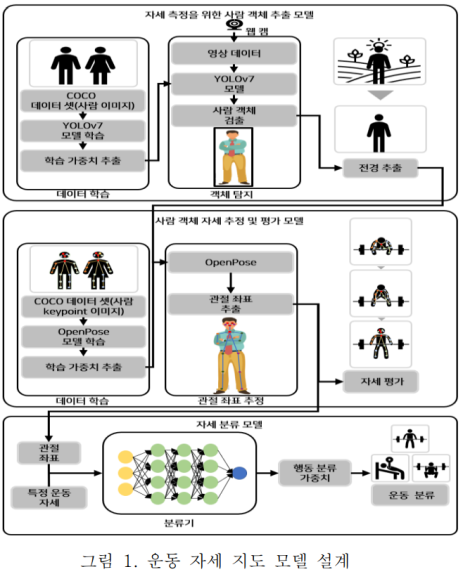 자세 측정을 위한 사람 객체 추출 모델
웹 캠
COCO
데이터 셋(사람 이미지)
YOLOv7
모델 학습
학습 가중치 추출
데이터 학습
영상 데이터
YOLOv7
모델
사람 객체
검출
객체 탐지
전경 추출
사람 객체 자세 추정 및 평가 모델
COCO 데이터 셋(사람
keypoint 이미지)
OpenPose
모델 학습
학습 가중치 추출
데이터 학습
OpenPose
관절 좌표
추출
관절 좌표 추정
자세 평가
자세 분류 모델
관절
좌표
특정 운동
자세
분류기
행동 분류
가중치
운동 분류
그림 1. 운동 자세 지도 모델 설계